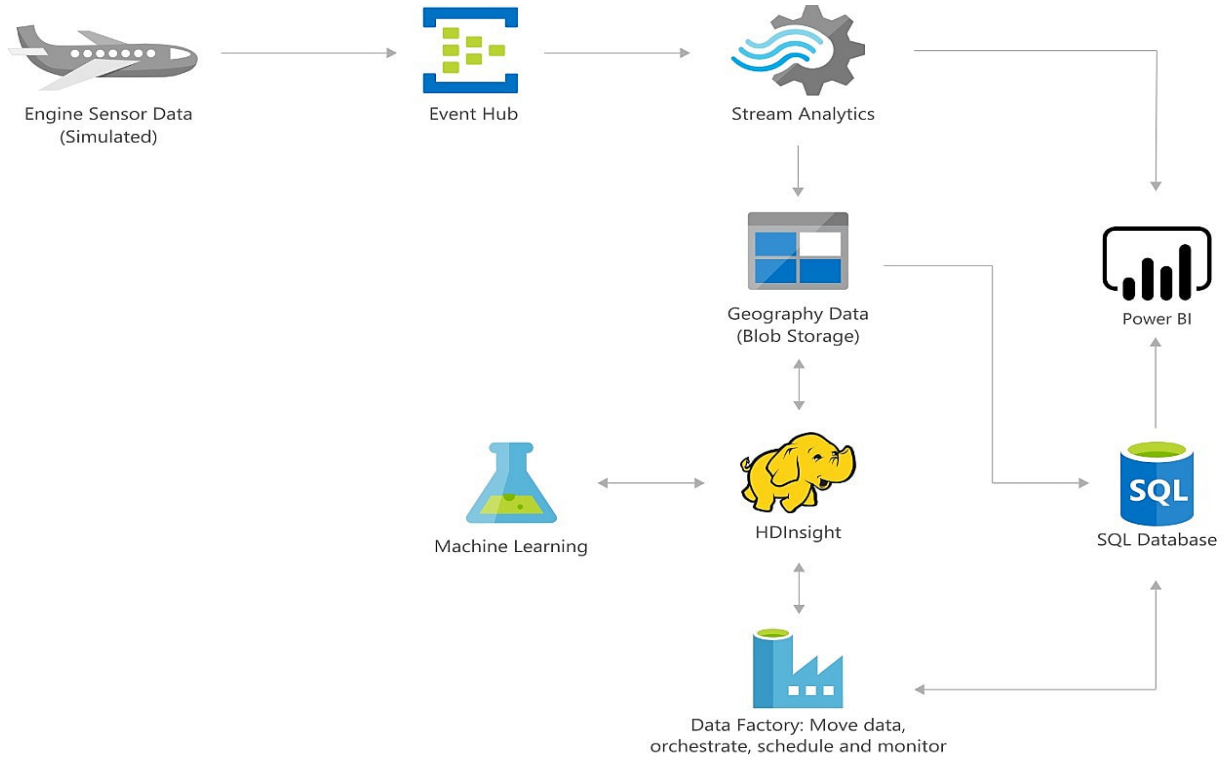 Engine Sensor Data
(Simulated)
Event Hub
Stream Analytics
Geography Data
(Blob Storage)
Power BI
Machine Learning
HDInsight
SQL
SQL Database
Data Factory: Move data,
orchestrate, schedule and monitor